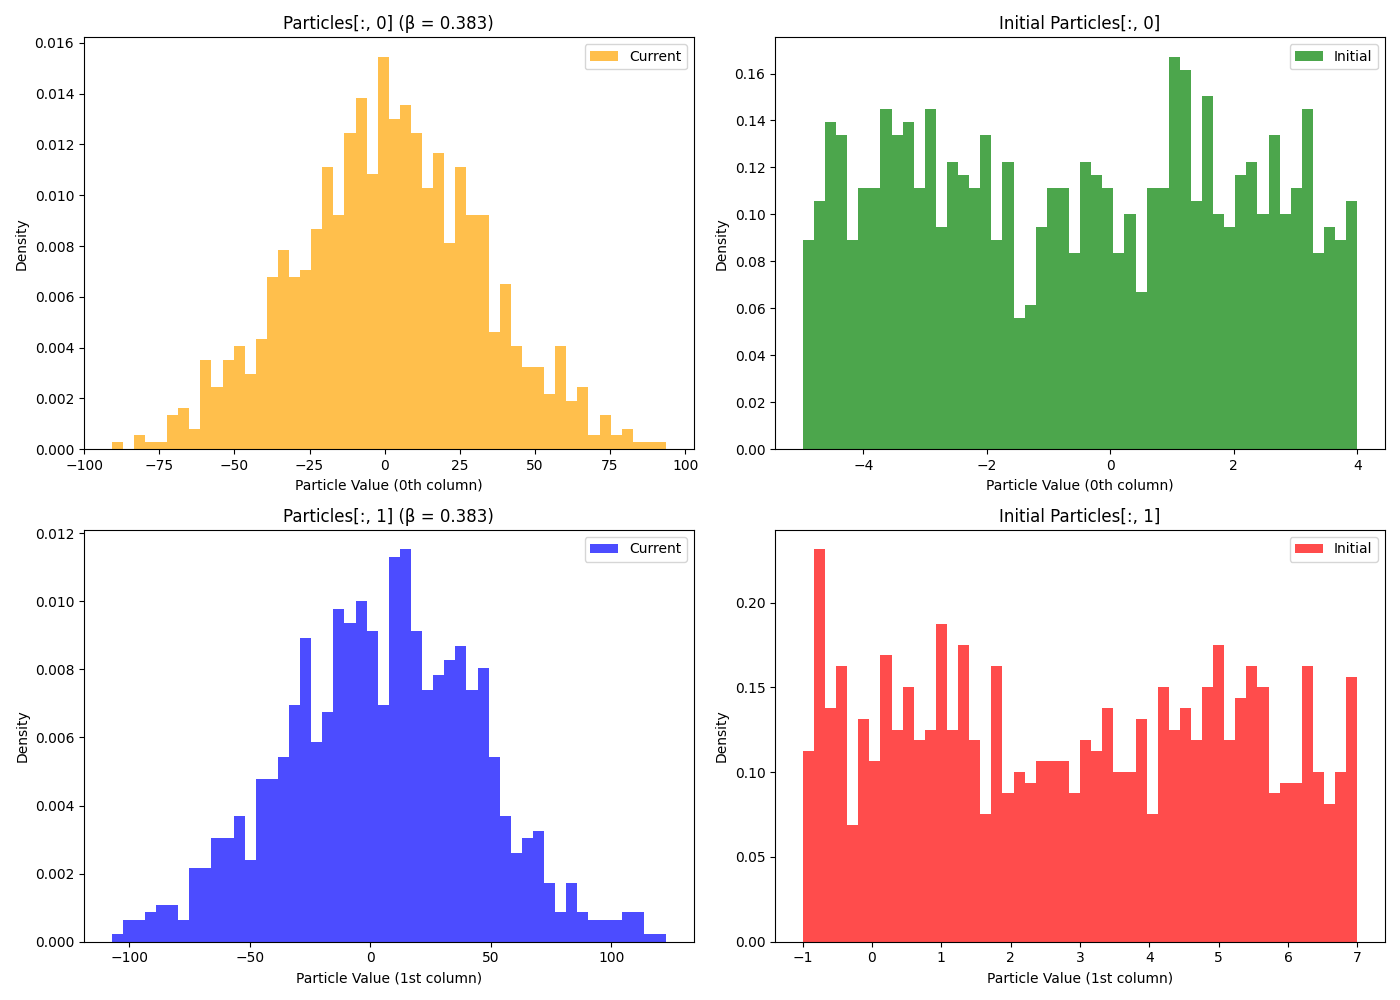 Particles[:, 0] (β = 0.383)
Current
Density
0.016
0.014
0.012
0.010
0.008
0.006
0.004
0.002
0.000
−100 −75 −50 −25 0 25 50 75 100
Particle Value (0th column)
Initial Particles[:, 0]
Initial
Density
0.16
0.14
0.12
0.10
0.08
0.06
0.04
0.02
0.00
−4 −2 0 2 4
Particle Value (0th column)
Particles[:, 1] (β = 0.383)
Current
Density
0.012
0.010
0.008
0.006
0.004
0.002
0.000
−100 −50 0 50 100
Particle Value (1st column)
Initial Particles[:, 1]
Initial
Density
0.20
0.15
0.10
0.05
0.00
−1 0 1 2 3 4 5 6 7
Particle Value (1st column)